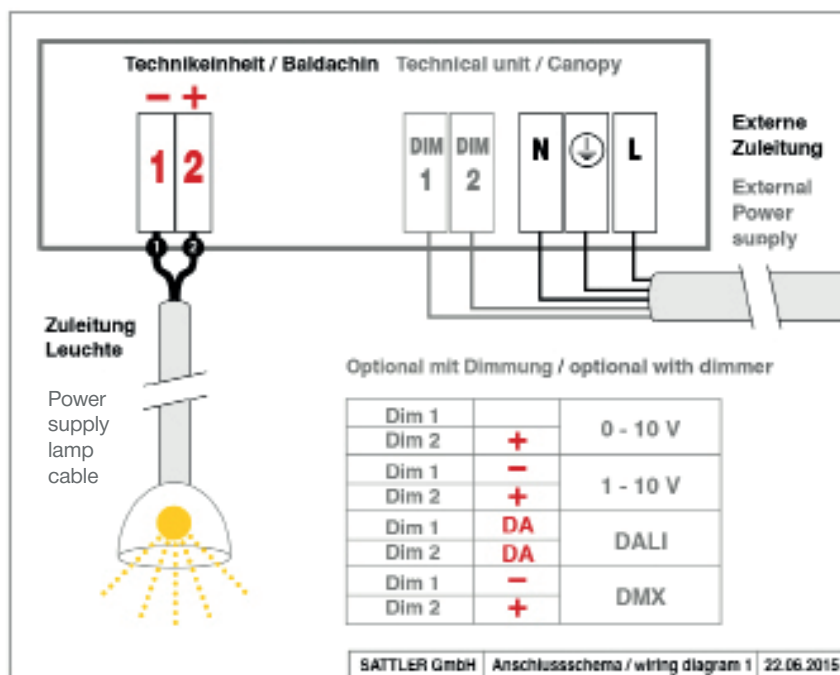 Technikeinheit / Baldachin Technical unit / Canopy
− +
1 2
DIM 1 DIM 2 N L
1 2
Externe
Zuleitung
External
Power
supply
Zuleitung
Leuchte
Power
supply
lamp
cable
Optional mit Dimmung / optional with dimmer
Dim 1
Dim 2 + 0 - 10 V
Dim 1 −
Dim 2 + 1 - 10 V
Dim 1 DA
Dim 2 DA DALI
Dim 1 −
Dim 2 + DMX
SATTLER GmbH Anschlussschema / wiring diagram 1 22.06.2015